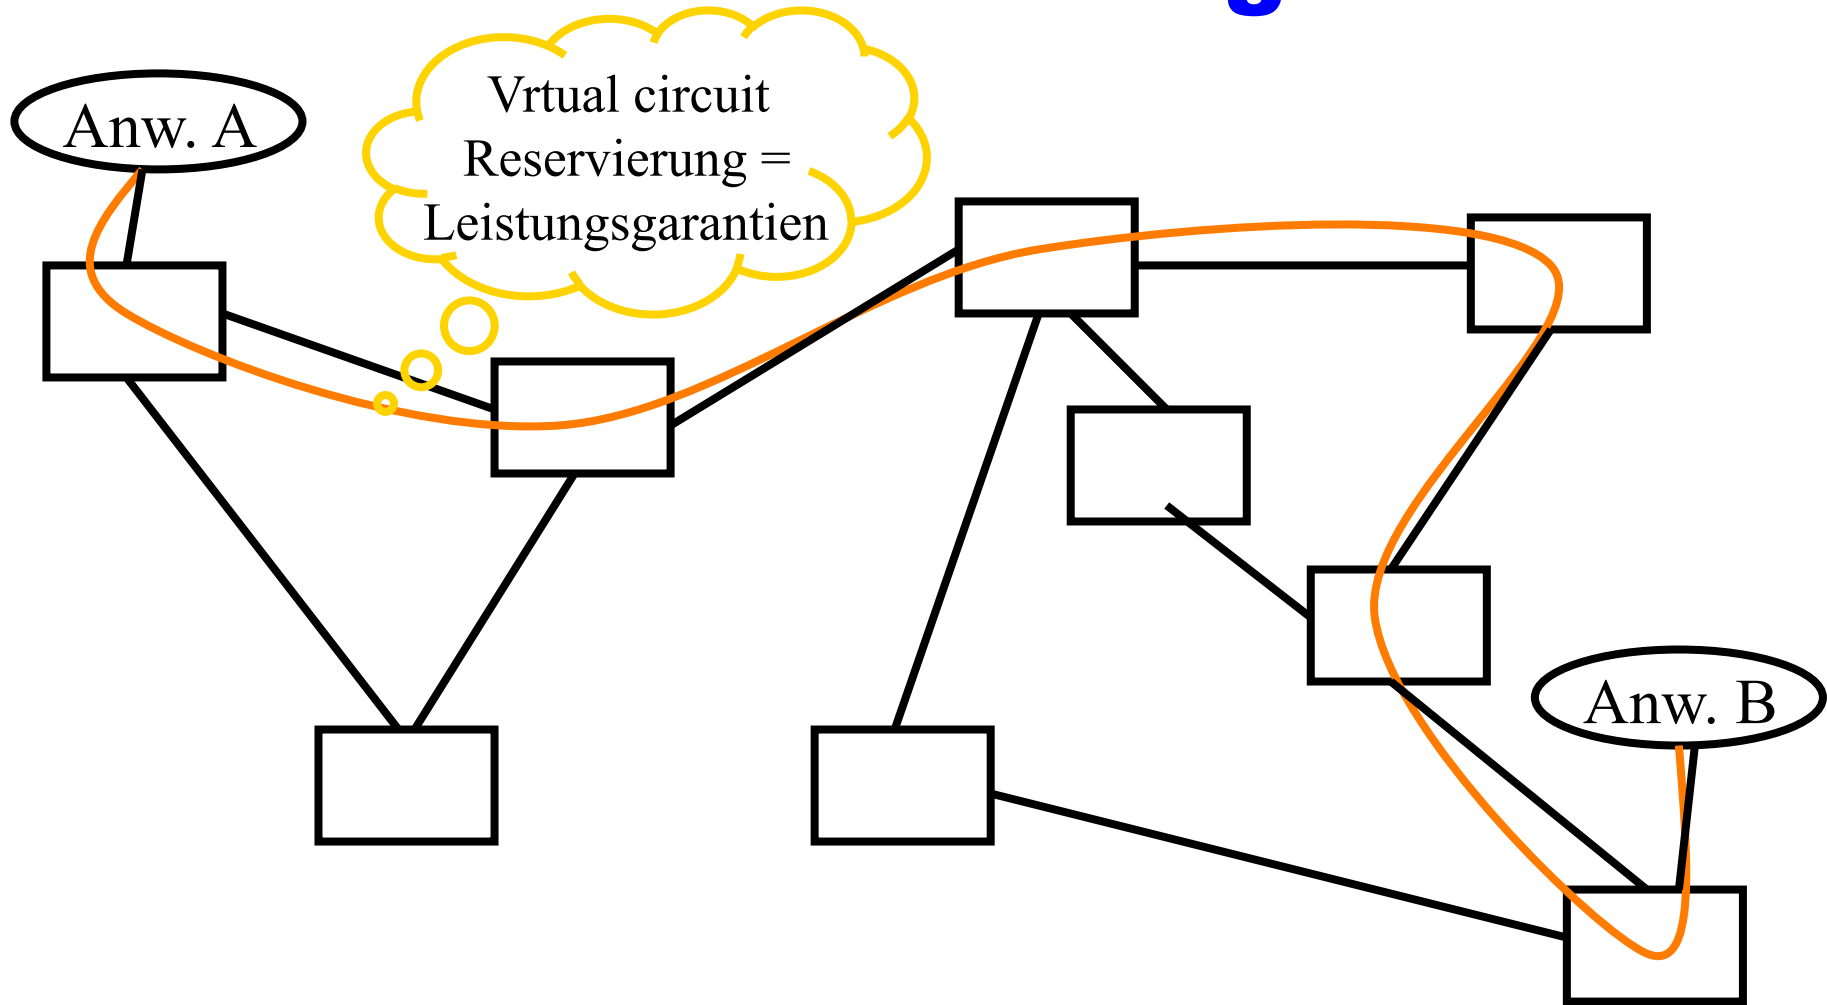 Anw. A
Vrtual circuit
Reservierung =
Leistungsgarantien
Anw. B